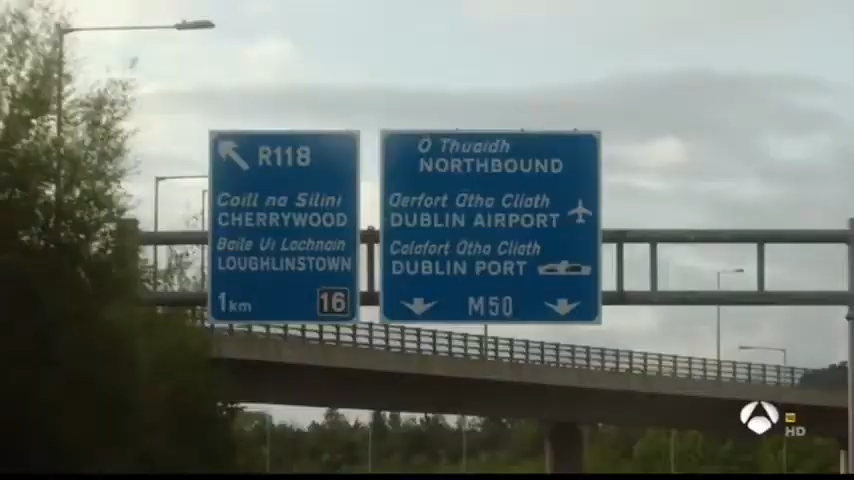 R118
Coill na Silíní
CHERRYWOOD
Baile Uí Lachnáin
LOUGHLINSTOWN
1km
16
Ó Thuaidh
NORTHBOUND
Aerfort Átha Cliath
DUBLIN AIRPORT
Calafort Átha Cliath
DUBLIN PORT
M50
HD